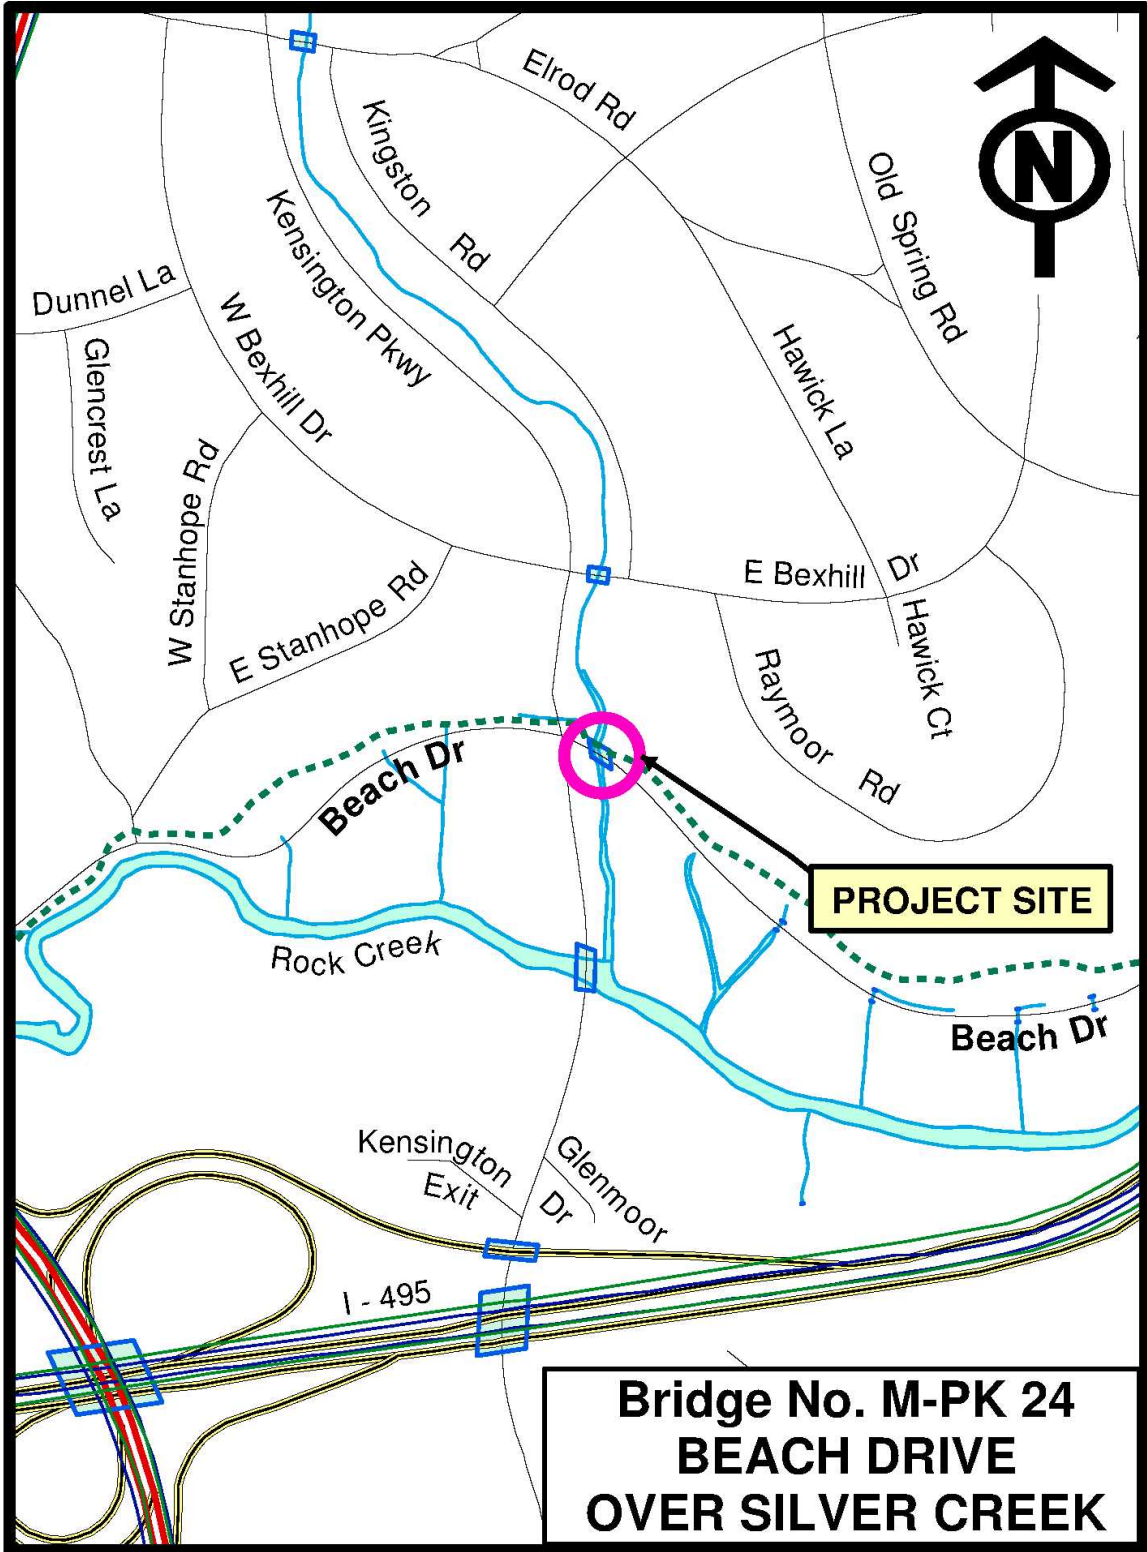 Elrod Rd
N
Kingston
Rd
Old Spring Rd
Kensington Pkwy
Dunnel La
W Bexhill Dr
Glencrest La
Hawick La
W Stanhope Rd
E Stanhope Rd
E Bexhill Dr
Hawick Ct
Raymoor
Rd
Beach Dr
PROJECT SITE
Rock Creek
Beach Dr
Kensington
Exit
Glenmoor
Dr
I - 495
Bridge No. M-PK 24
BEACH DRIVE
OVER SILVER CREEK